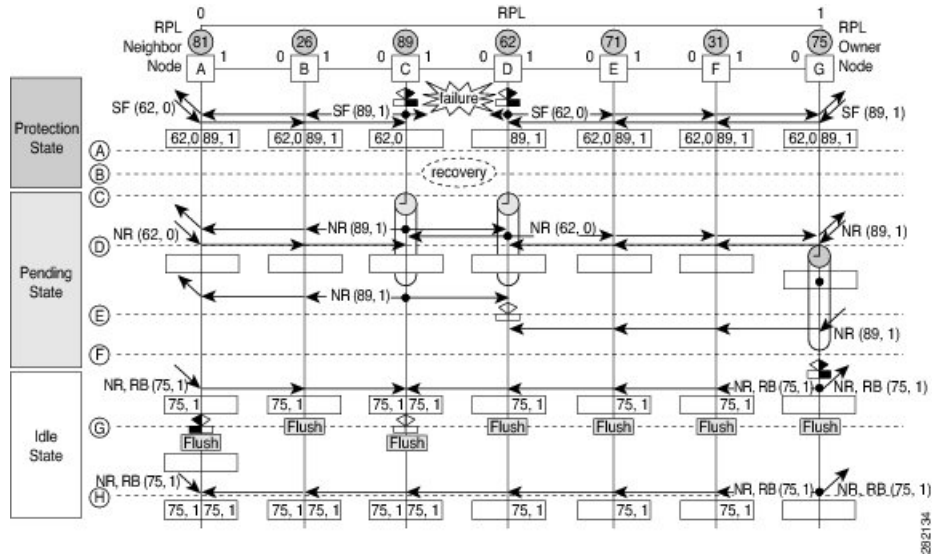 0 RPL 1
RPL Neighbor Node
81 26 89 62 71 31 75
RPL Owner Node
0 1 0 1 0 1 0 1 0 1 0
A B C D E F G
Protection State
failure
SF (62, 0) SF (89, 1) SF (62, 0) SF (89, 1)
62,0 89, 1 62,0 89, 1 62,0 89, 1 62,0 89, 1 62,0 89, 1 62,0 89, 1
A
B recovery
C
Pending State
NR (62, 0) NR (89, 1) NR (62, 0) NR (89, 1)
D
NR (89, 1)
E
NR (89, 1)
F
Idle State
NR, RB (75, 1) NR, RB (75, 1) NR, RB (75, 1)
75, 1 75, 1 75, 1 75, 1 75, 1 75, 1 75, 1
G
Flush Flush Flush Flush Flush Flush Flush
NR, RB (75, 1) NR, RB (75, 1) NR, RB (75, 1)
H
75, 1 75, 1 75, 1 75, 1 75, 1 75, 1 75, 1 75, 1 75, 1
282134